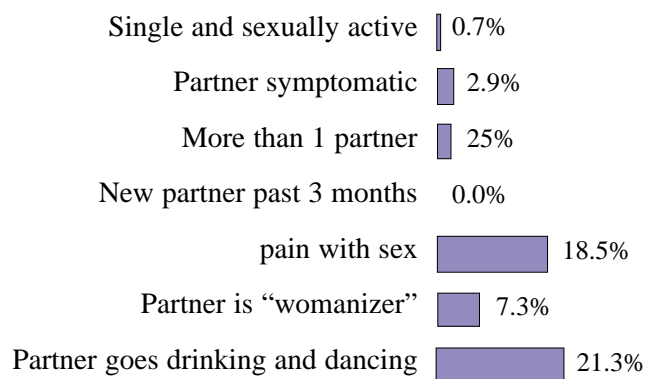 Single and sexually active 0.7%
Partner symptomatic 2.9%
More than 1 partner 25%
New partner past 3 months 0.0%
pain with sex 18.5%
Partner is “womanizer” 7.3%
Partner goes drinking and dancing 21.3%